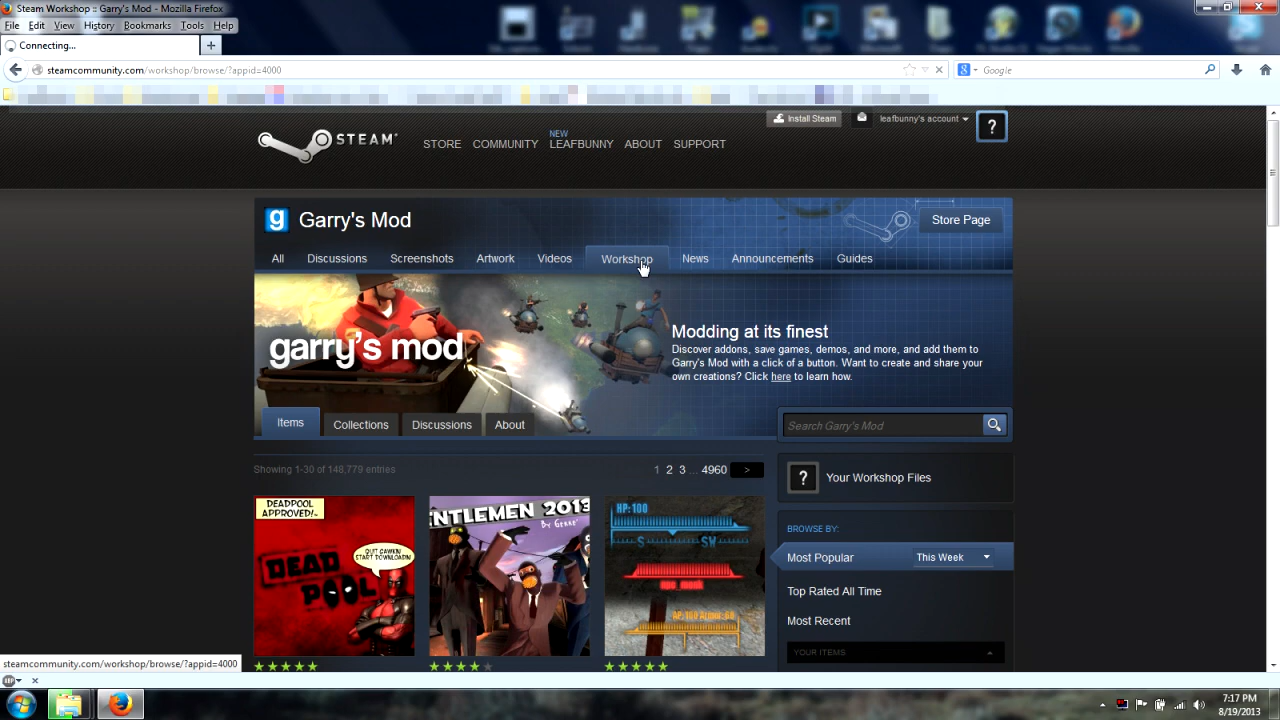 Steam Workshop :: Garry's Mod - Mozilla Firefox
File Edit View History Bookmarks Tools Help
Connecting...
steamcommunity.com/workshop/browse/?appid=4000
Google
Install Steam
leafbunny's account
STEAM
NEW
STORE COMMUNITY LEAFBUNNY ABOUT SUPPORT
Garry's Mod
Store Page
All Discussions Screenshots Artwork Videos Workshop News Announcements Guides
garry's mod
Modding at its finest
Discover addons, save games, demos, and more, and add them to
Garry's Mod with a click of a button. Want to create and share your
own creations? Click here to learn how.
Items Collections Discussions About
Search Garry's Mod
Showing 1-30 of 148,779 entries
1 2 3 ... 4960 >
Your Workshop Files
DEADPOOL
APPROVED!~
QUIT GAWKIN'
START DOWNLOADIN'
DEAD
POOL
ENTLEMEN 2013
HP:100
S SW
npc_monk
BROWSE BY:
Most Popular This Week
Top Rated All Time
Most Recent
YOUR ITEMS
steamcommunity.com/workshop/browse/?appid=4000
7:17 PM
8/19/2013